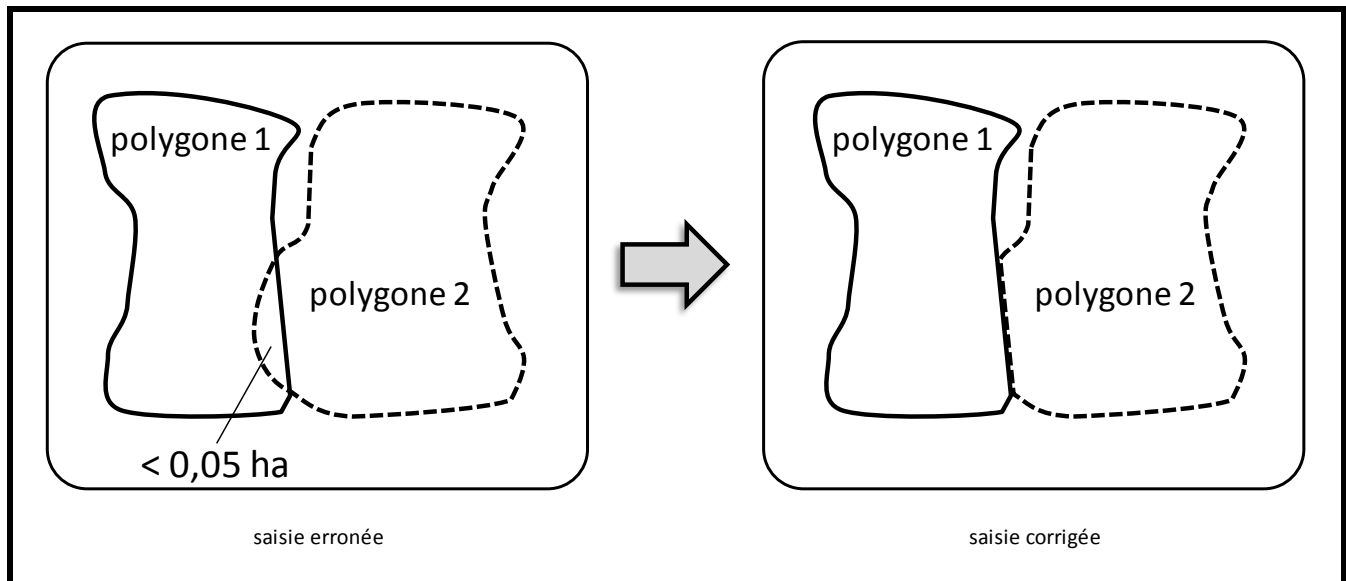 polygone 1
polygone 2
< 0,05 ha
saisie erronée
polygone 1
polygone 2
saisie corrigée